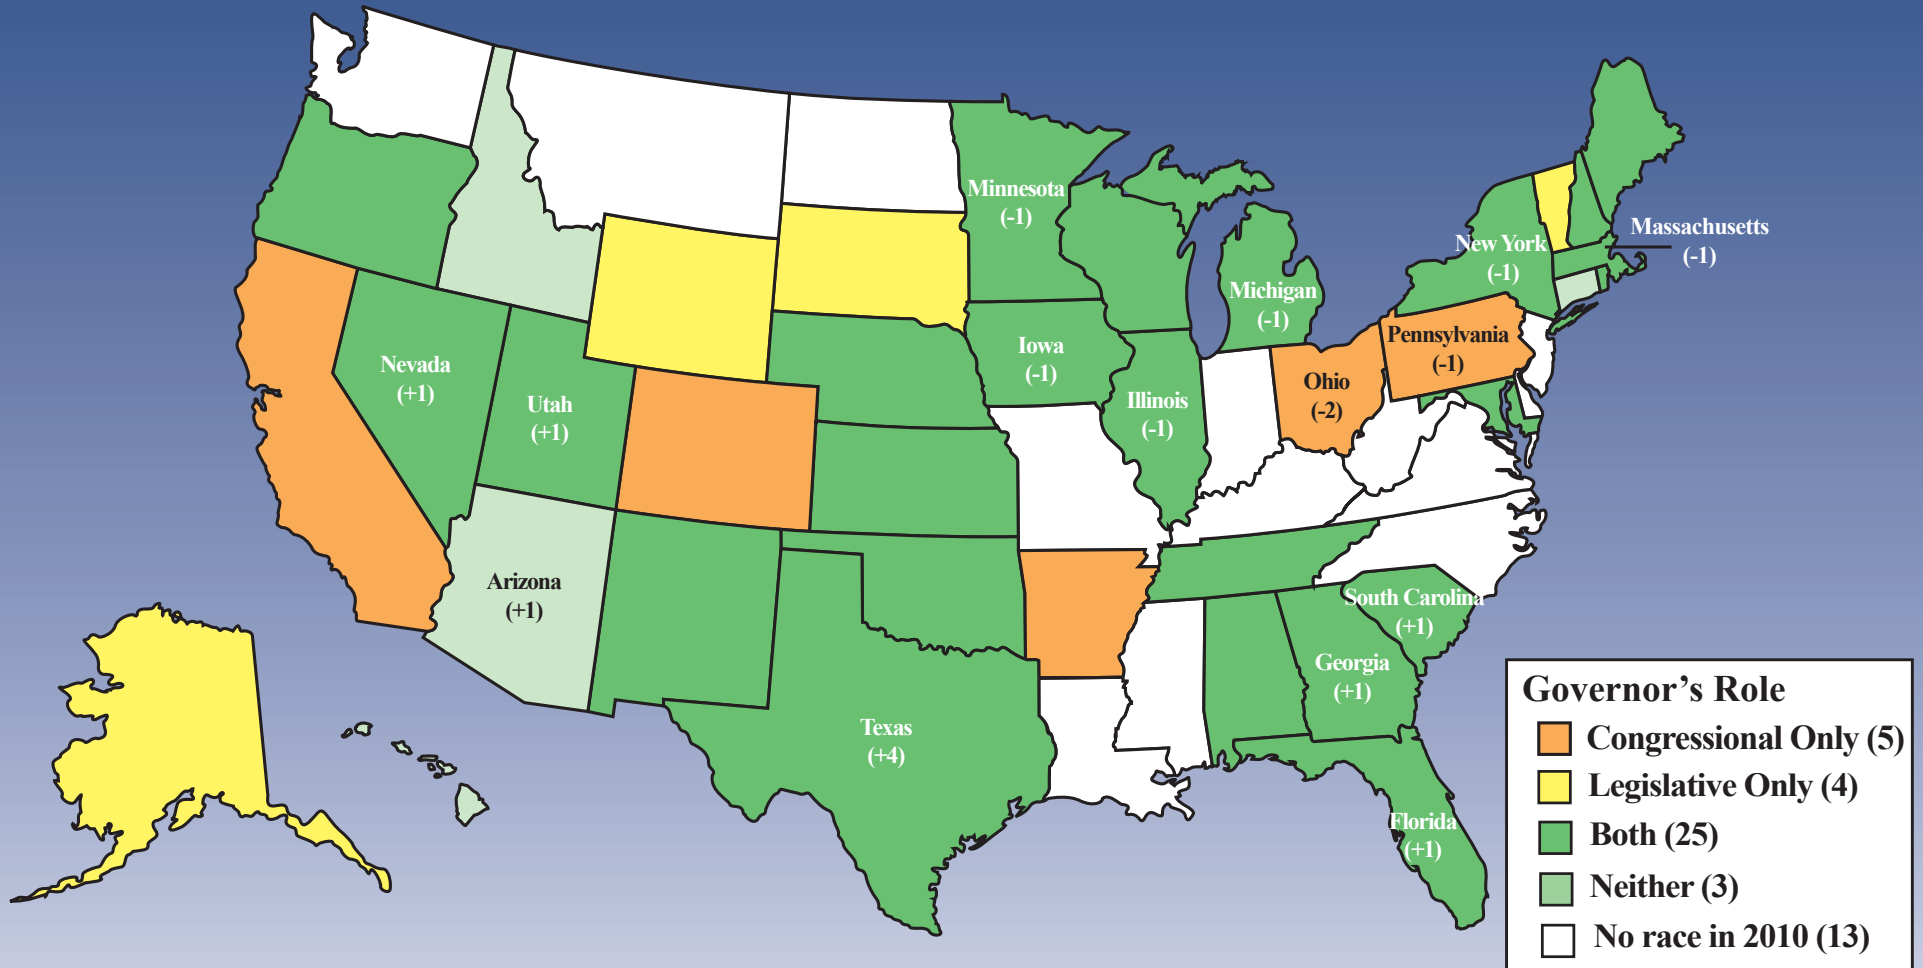 Minnesota
(-1)
Massachusetts
(-1)
New York
(-1)
Michigan
(-1)
Pennsylvania
(-1)
Iowa
(-1)
Nevada
(+1)
Ohio
(-2)
Illinois
(-1)
Utah
(+1)
Arizona
(+1)
South Carolina
(+1)
Georgia
(+1)
Texas
(+4)
Florida
(+1)
Governor’s Role
Congressional Only (5)
Legislative Only (4)
Both (25)
Neither (3)
No race in 2010 (13)